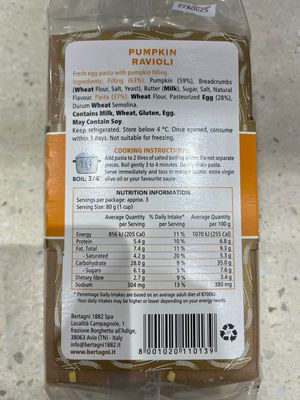 07AUG25
PUMPKIN
RAVIOLI
Fresh egg pasta with pumpkin filling.
Ingredients: Filling (63%): Pumpkin (59%), Breadcrumbs
(Wheat Flour, Salt, Yeast), Butter (Milk), Sugar, Salt, Natural
Flavour. Pasta (37%): Wheat Flour, Pasteurized Egg (28%),
Durum Wheat Semolina.
Contains Milk, Wheat, Gluten, Egg.
May Contain Soy.
Keep refrigerated. Store below 4 °C. Once opened, consume
within 3 days. Not suitable for freezing.
COOKING INSTRUCTIONS
Add pasta to 2 litres of salted boiling water. Do not separate
pieces. Boil gently 3 to 4 minutes. Gently drain pasta.
Serve immediately and toss in melted butter, extra virgin
olive oil or your favourite sauce.
BOIL: 3/4'
NUTRITION INFORMATION
Servings per package: approx. 3
Serving size: 80 g (1 cup)
Average Quantity per Serving % Daily Intake* per Serving Average Quantity per 100 g
Energy 856 kJ (205 Cal) 11 % 1070 kJ (255 Cal)
Protein 5.4 g 10 % 6.8 g
Fat, Total 7.4 g 11 % 9.3 g
- Saturated 4.2 g 20 % 5.3 g
Carbohydrate 28.0 g 9 % 35.0 g
- Sugars 6.1 g 5 % 7.6 g
Dietary fibre 2.7 g 9 % 3.4 g
Sodium 304 mg 13 % 380 mg
* Percentage Daily Intakes are based on an average adult diet of 8700kJ.
Your daily intakes may be higher or lower depending on your energy needs.
Bertagni 1882 Spa
Località Campagnole, 1
frazione Borghetto all'Adige,
38063 Avio (TN) - Italy
info@bertagni1882.it
www.bertagni.it
8 001020 110139